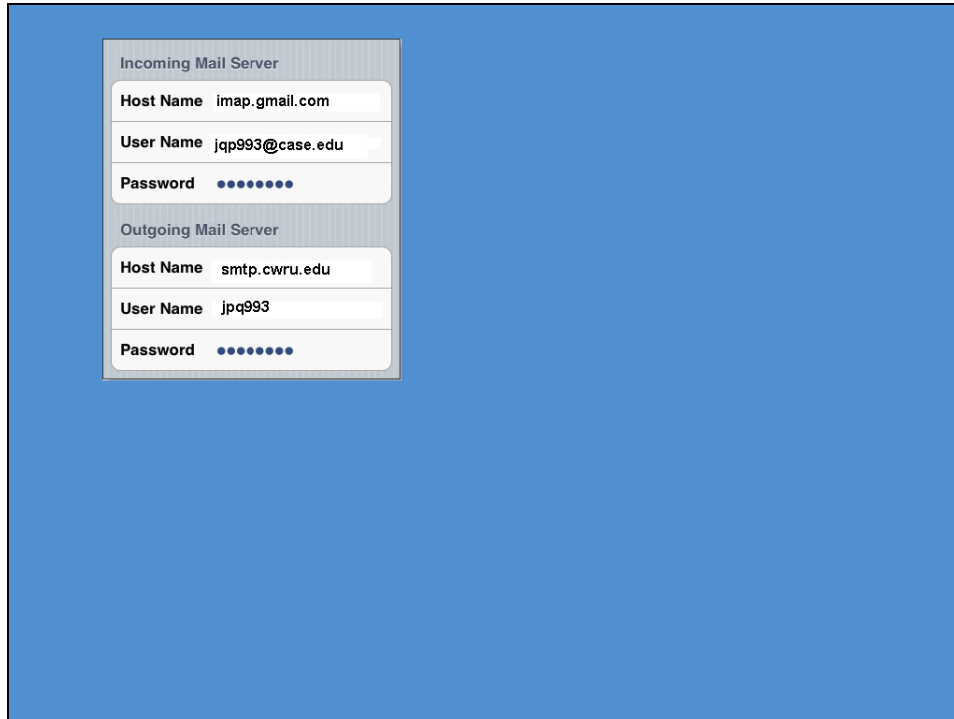 Incoming Mail Server
Host Name imap.gmail.com
User Name jqp993@case.edu
Password ●●●●●●●●
Outgoing Mail Server
Host Name smtp.cwru.edu
User Name jpq993
Password ●●●●●●●●